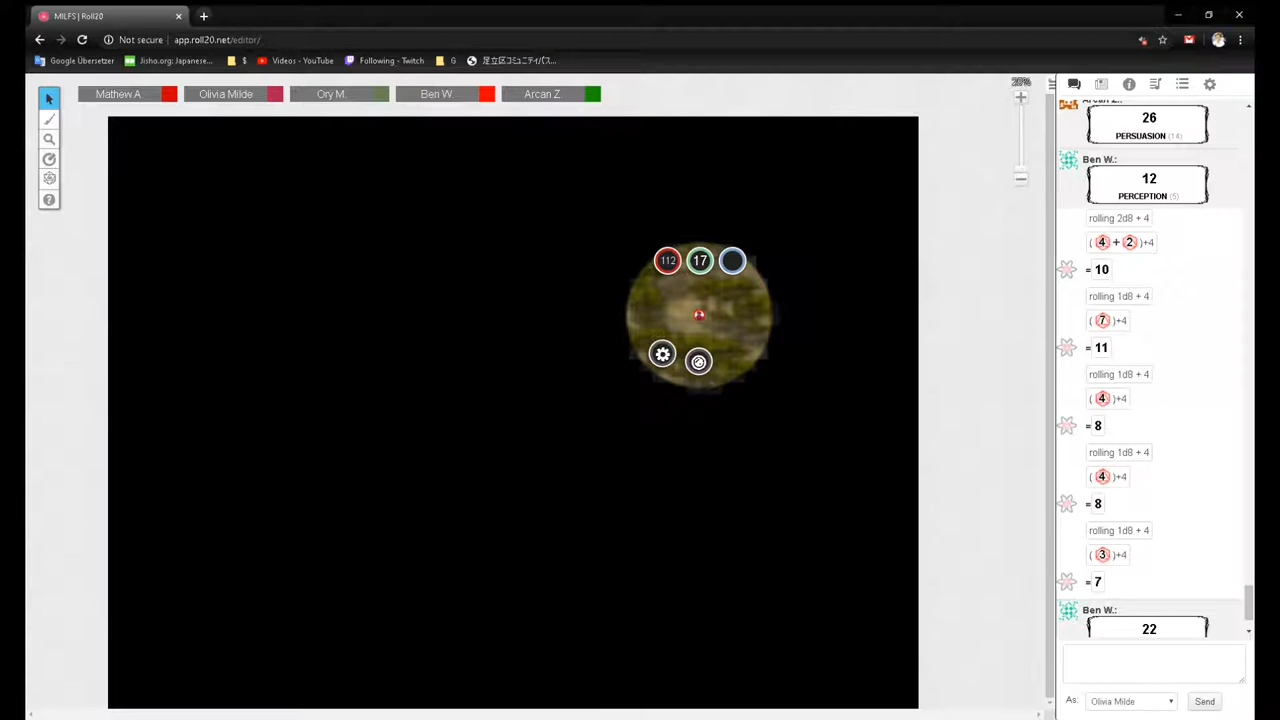 MILFS | Roll20
Not secure | app.roll20.net/editor/
Google Übersetzer
Jisho.org: Japanese...
$
Videos - YouTube
Following - Twitch
G
足立区コミュニティバス...
Mathew A.
Olivia Milde
Ory M.
Ben W.
Arcan Z.
112
17
26
PERSUASION (14)
Ben W.:
12
PERCEPTION (5)
rolling 2d8 + 4
(4+2)+4
= 10
rolling 1d8 + 4
(7)+4
= 11
rolling 1d8 + 4
(4)+4
= 8
rolling 1d8 + 4
(4)+4
= 8
rolling 1d8 + 4
(3)+4
= 7
Ben W.:
22
As:
Olivia Milde
Send